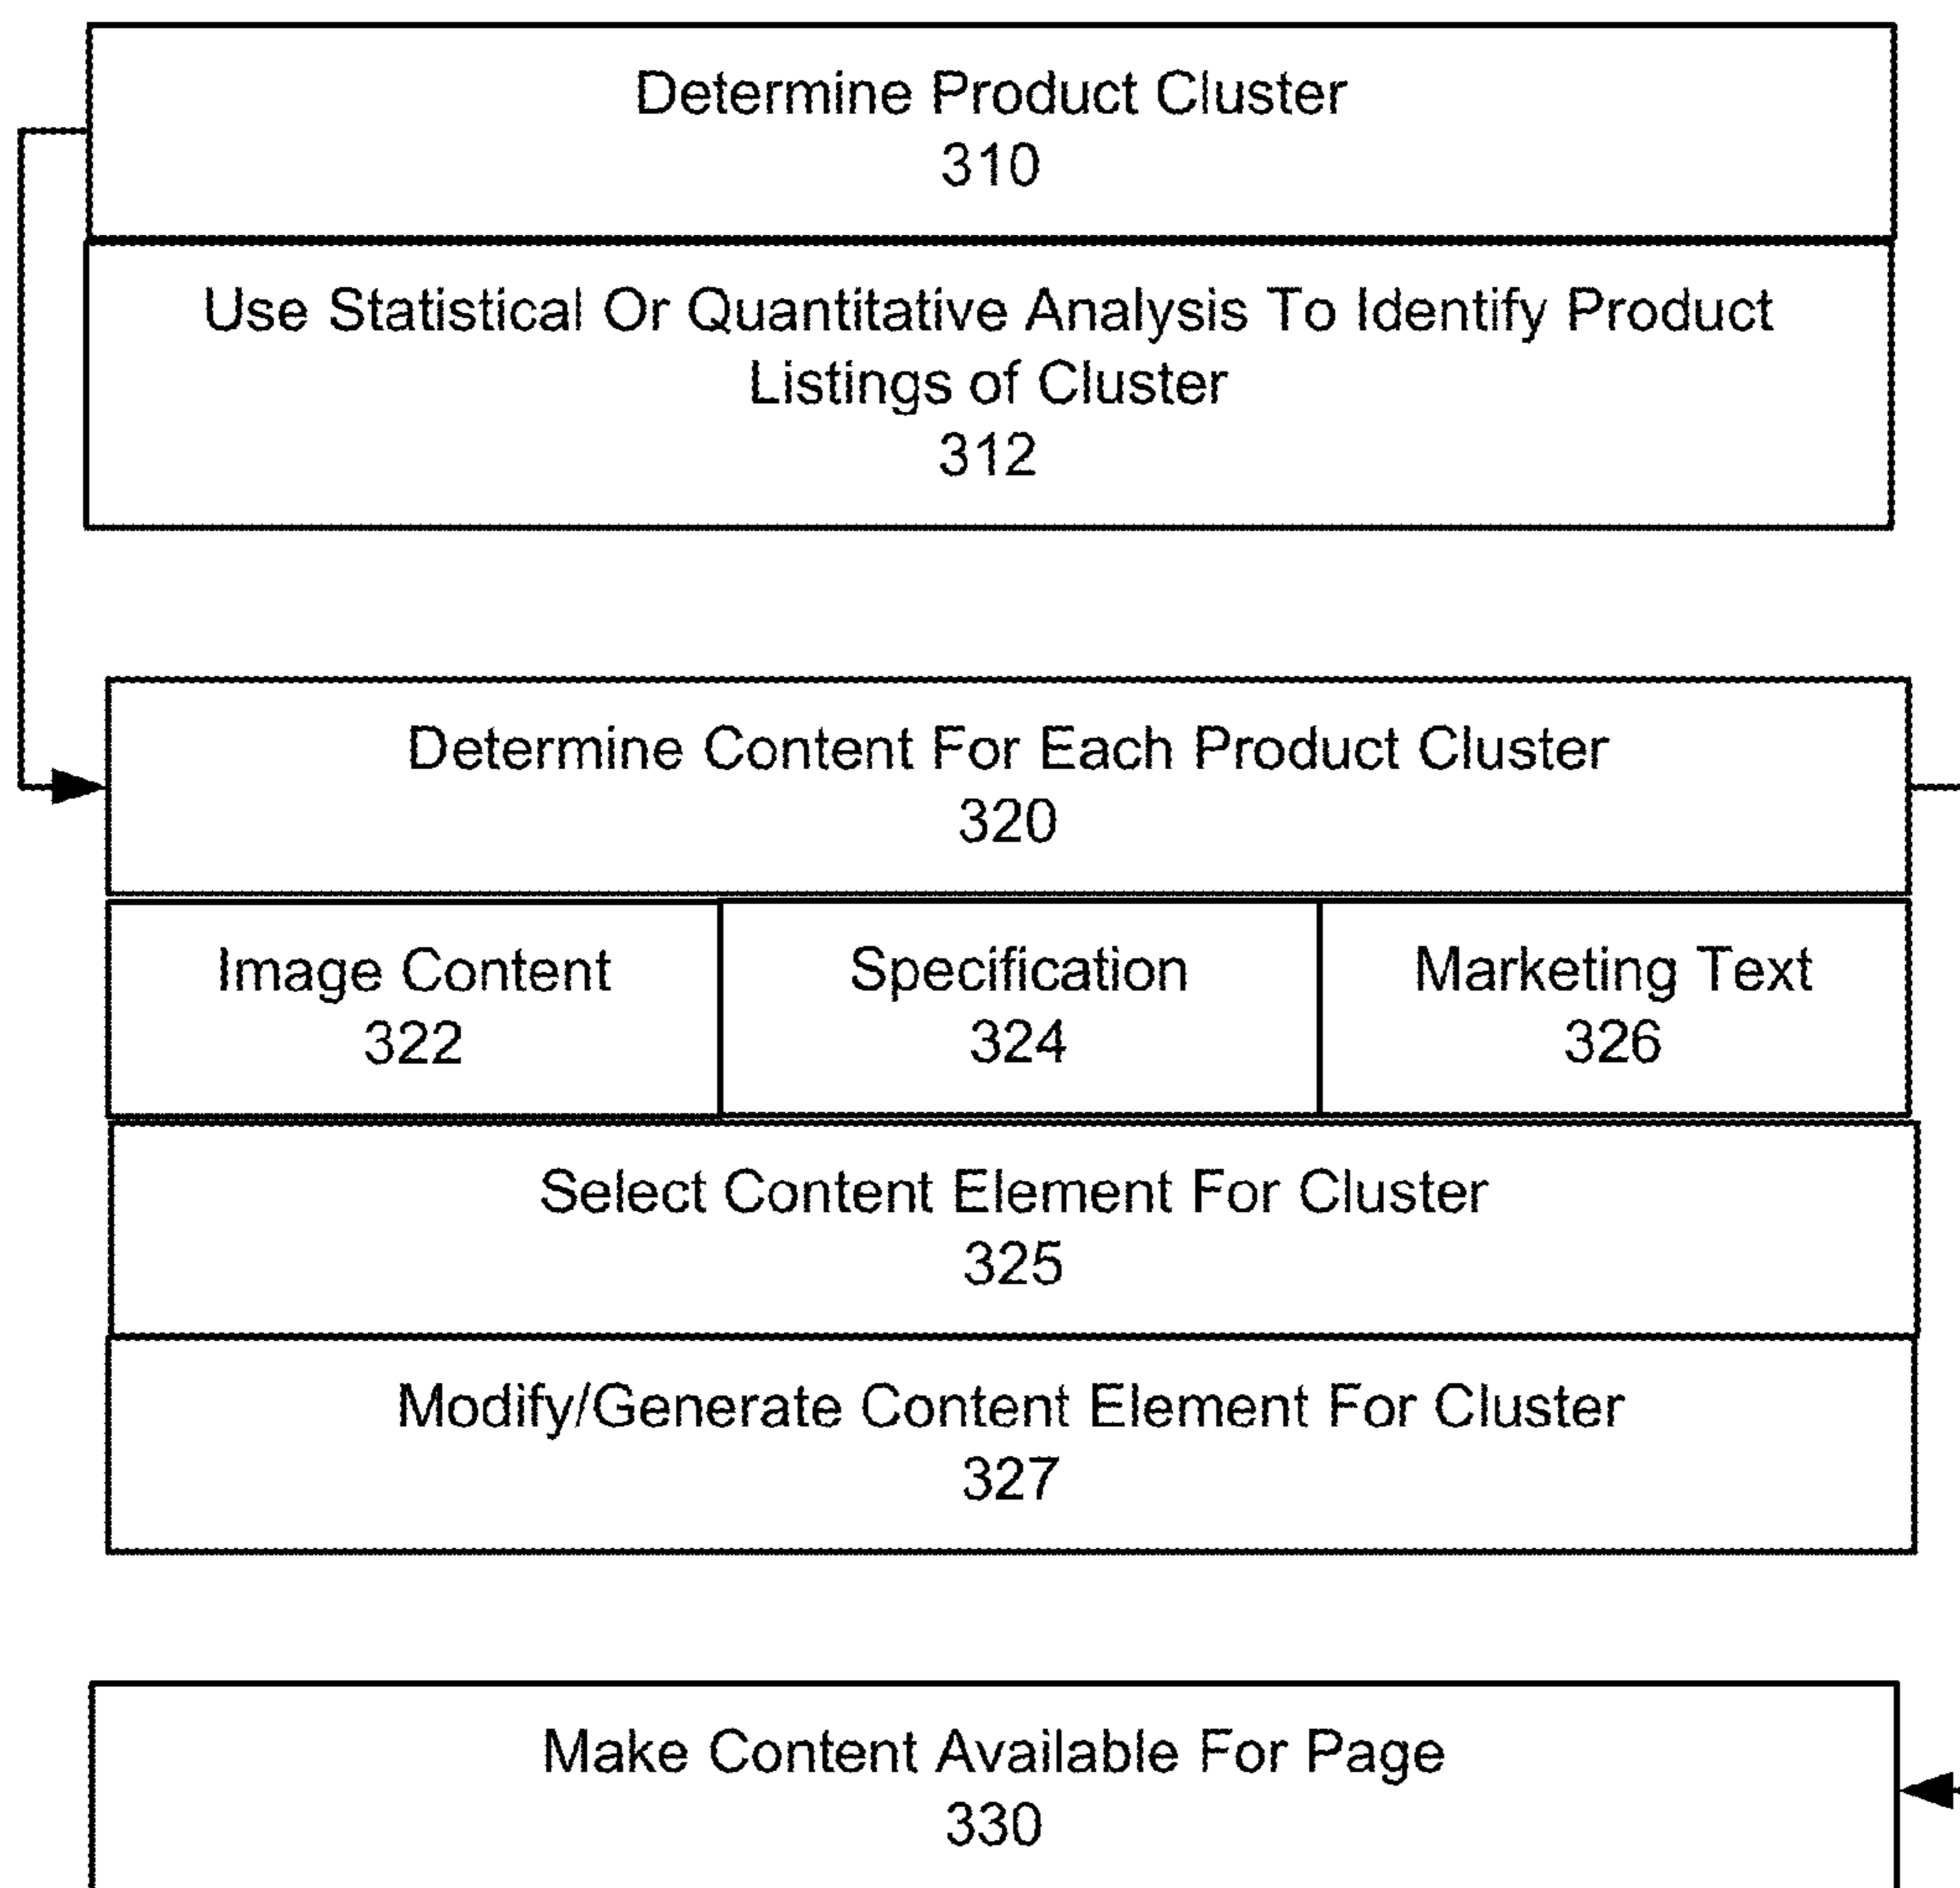 Determine Product Cluster
310
Use Statistical Or Quantitative Analysis To Identify Product
Listings of Cluster
312
Determine Content For Each Product Cluster
320
Image Content
322
Specification
324
Marketing Text
326
Select Content Element For Cluster
325
Modify/Generate Content Element For Cluster
327
Make Content Available For Page
330